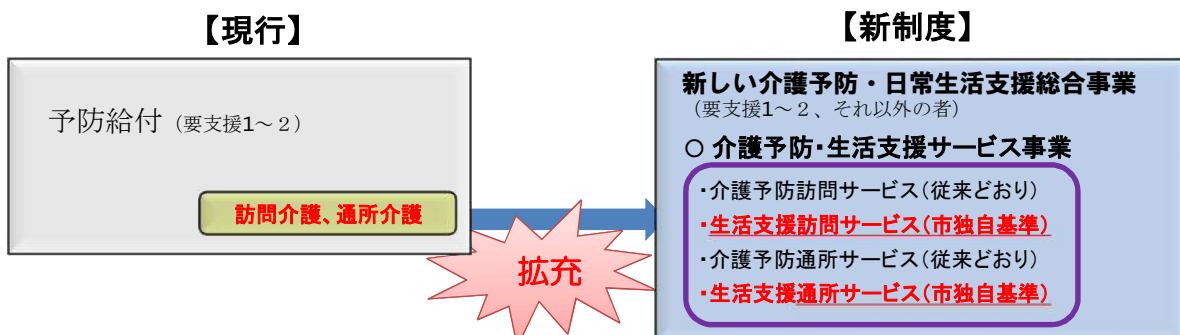 【現行】
予防給付（要支援1～２）
訪問介護、通所介護
拡充
【新制度】
新しい介護予防・日常生活支援総合事業
（要支援1～２、それ以外の者）
○ 介護予防・生活支援サービス事業
・介護予防訪問サービス（従来どおり）
・生活支援訪問サービス（市独自基準）
・介護予防通所サービス（従来どおり）
・生活支援通所サービス（市独自基準）